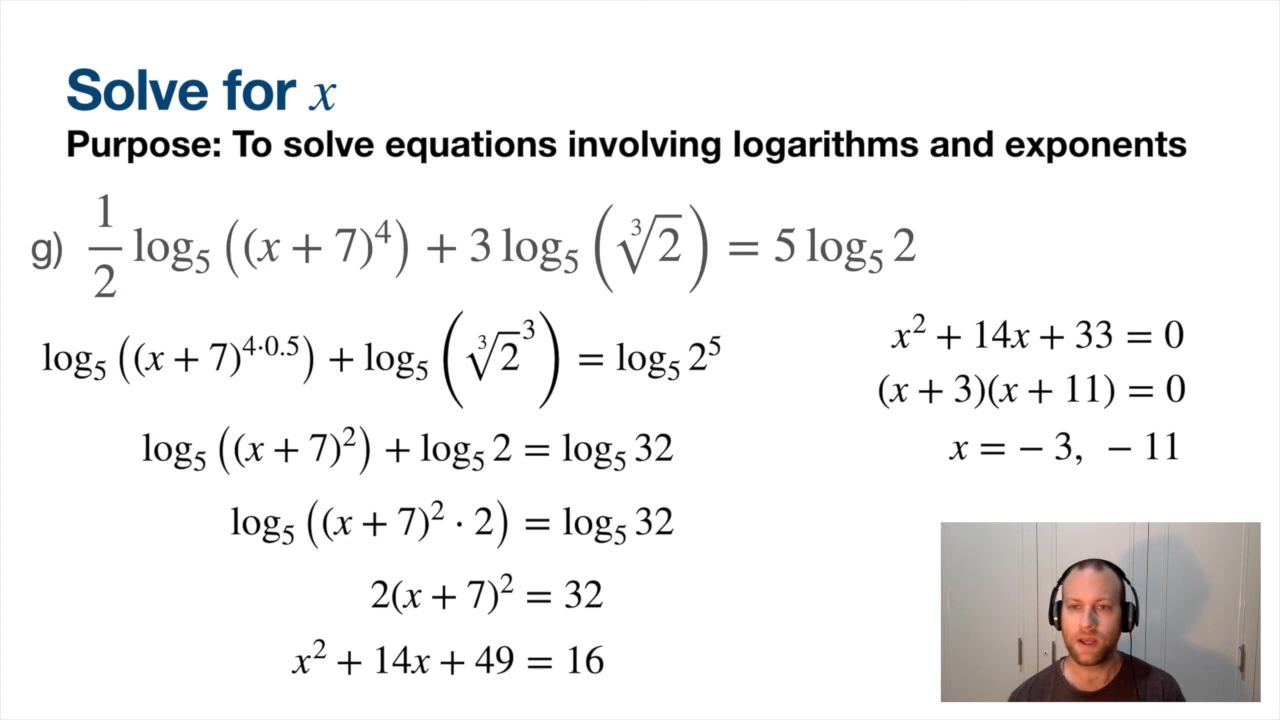 Solve for x
Purpose: To solve equations involving logarithms and exponents
g) 1/2 log₅ ((x + 7)⁴) + 3 log₅ (∛2) = 5 log₅ 2
log₅ ((x + 7)^(4·0.5)) + log₅ (∛2³) = log₅ 2⁵
log₅ ((x + 7)²) + log₅ 2 = log₅ 32
log₅ ((x + 7)² · 2) = log₅ 32
2(x + 7)² = 32
x² + 14x + 49 = 16
x² + 14x + 33 = 0
(x + 3)(x + 11) = 0
x = − 3, − 11